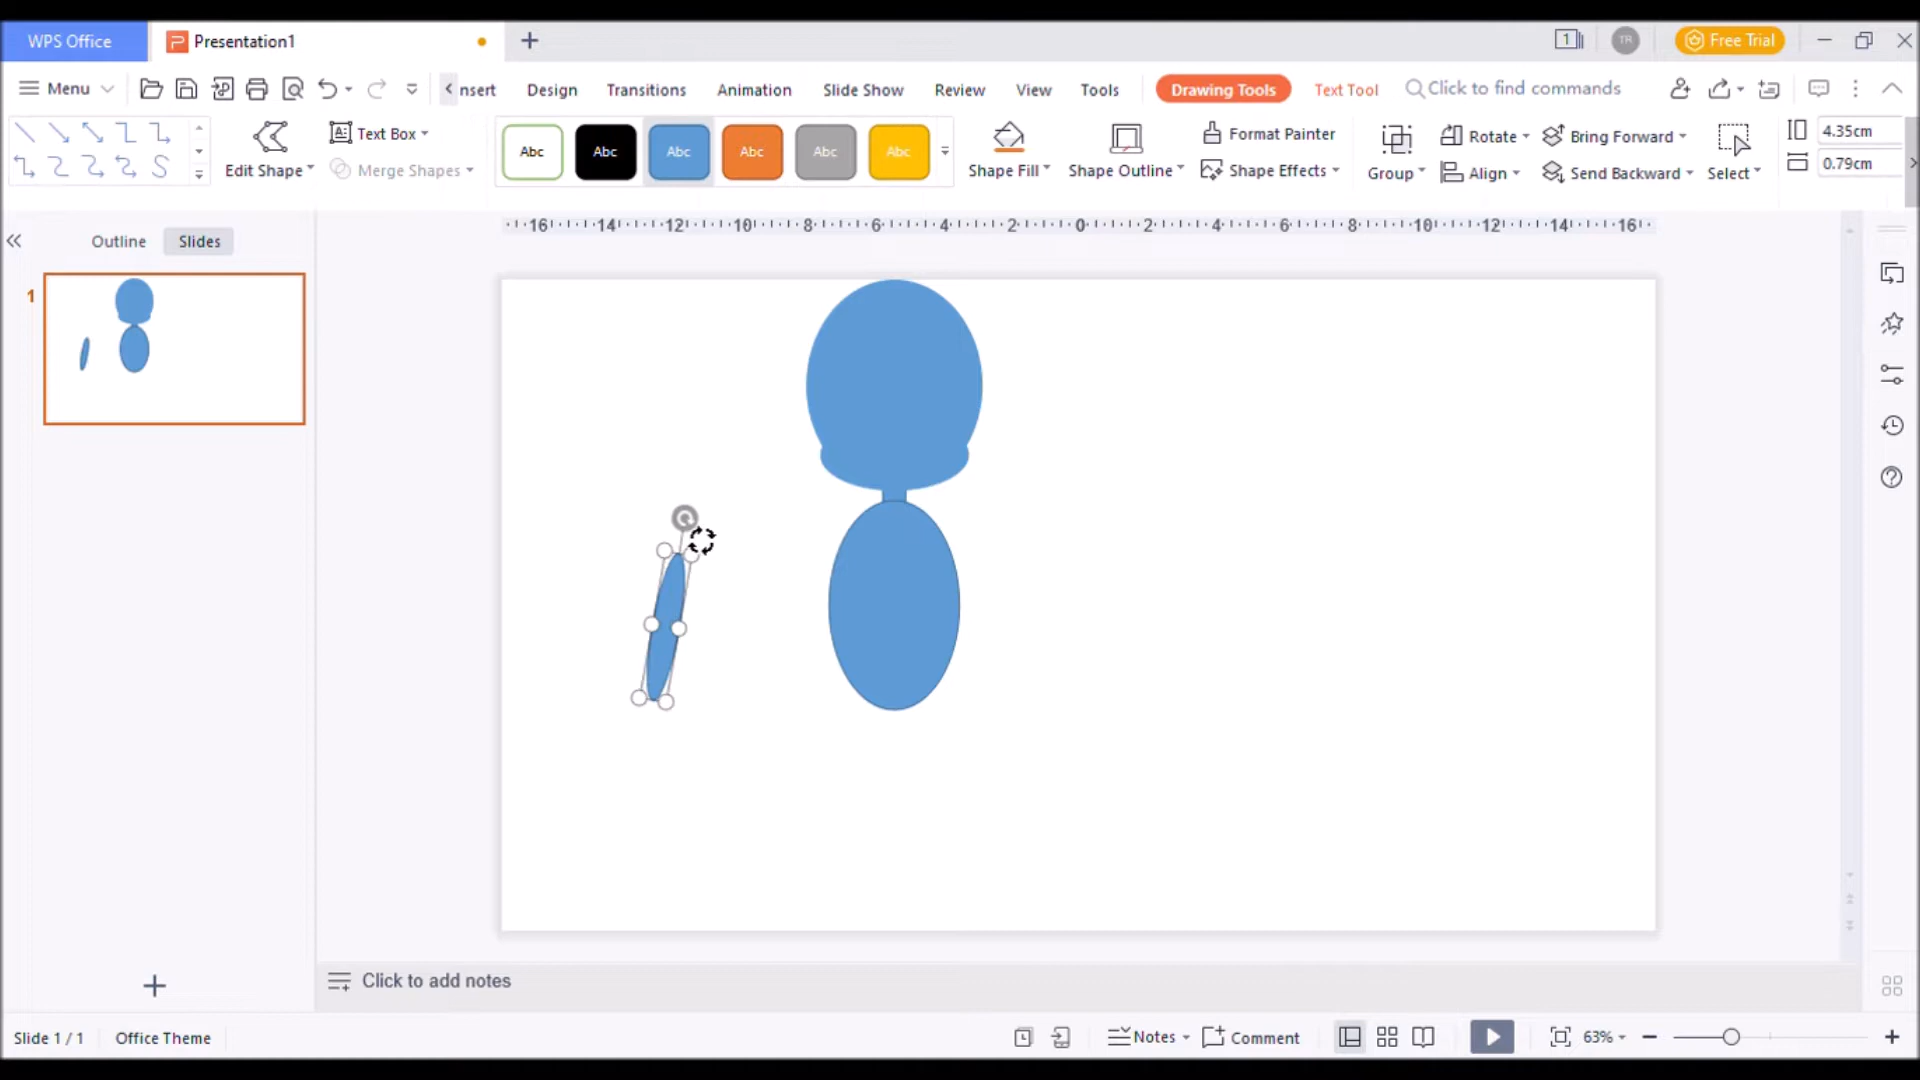 WPS Office
Presentation1
1
TR
Free Trial
Menu
nsert
Design
Transitions
Animation
Slide Show
Review
View
Tools
Drawing Tools
Text Tool
Click to find commands
Edit Shape
Text Box
Merge Shapes
Abc Abc Abc Abc Abc Abc
Shape Fill
Shape Outline
Format Painter
Shape Effects
Group
Rotate
Align
Bring Forward
Send Backward
Select
4.35cm
0.79cm
Outline
Slides
16 14 12 10 8 6 4 2 0 2 4 6 8 10 12 14 16
1
Click to add notes
Slide 1 / 1
Office Theme
Notes
Comment
63%